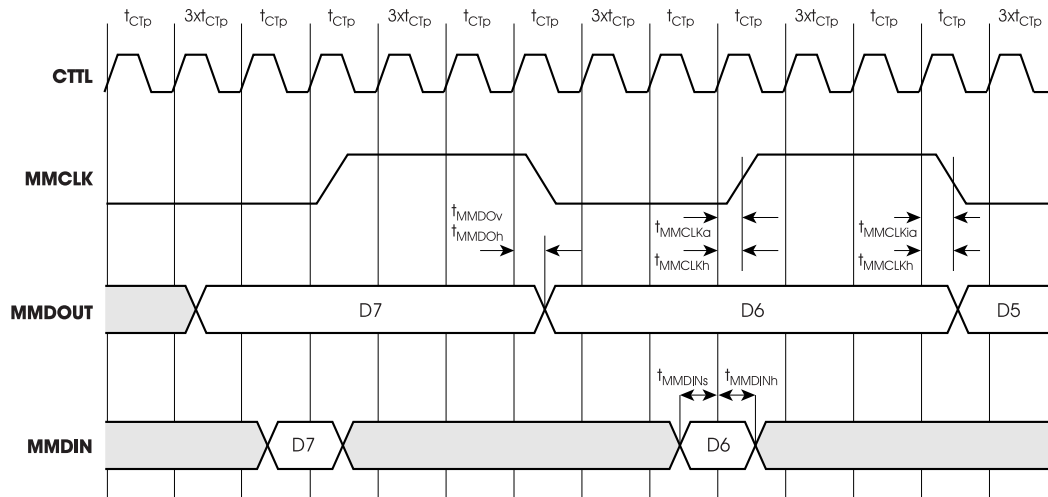 tCTp 3xtCTp tCTp tCTp 3xtCTp tCTp tCTp 3xtCTp tCTp tCTp 3xtCTp tCTp tCTp 3xtCTp
CTTL
MMCLK
tMMDOv
tMMDOh
tMMCLKa tMMCLKia
tMMCLKh tMMCLKh
MMDOUT D7 D6 D5
tMMDINs tMMDINh
MMDIN D7 D6